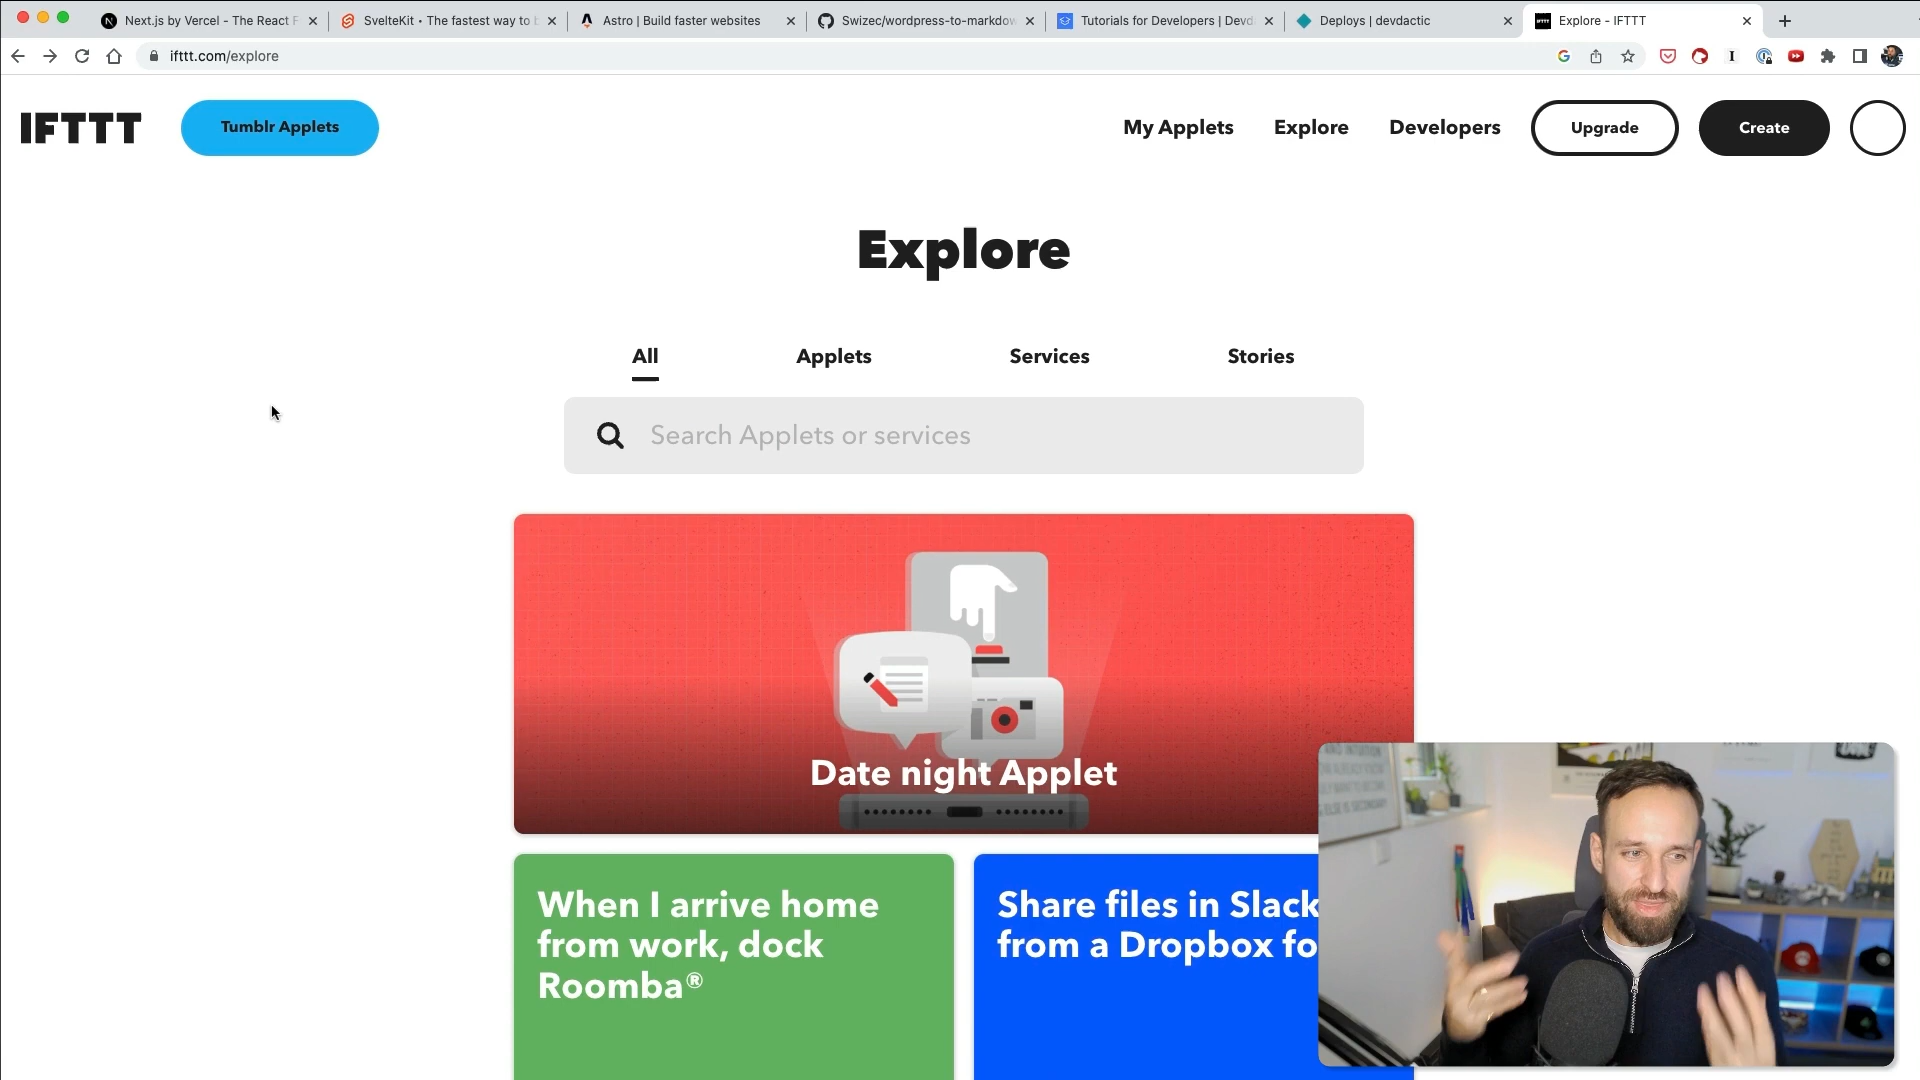 Next.js by Vercel - The React F
SvelteKit • The fastest way to b
Astro | Build faster websites
Swizec/wordpress-to-markdow
Tutorials for Developers | Devd
Deploys | devdactic
Explore - IFTTT
ifttt.com/explore
IFTTT
Tumblr Applets
My Applets
Explore
Developers
Upgrade
Create
Explore
All
Applets
Services
Stories
Search Applets or services
Date night Applet
When I arrive home
from work, dock
Roomba®
Share files in Slack
from a Dropbox fo